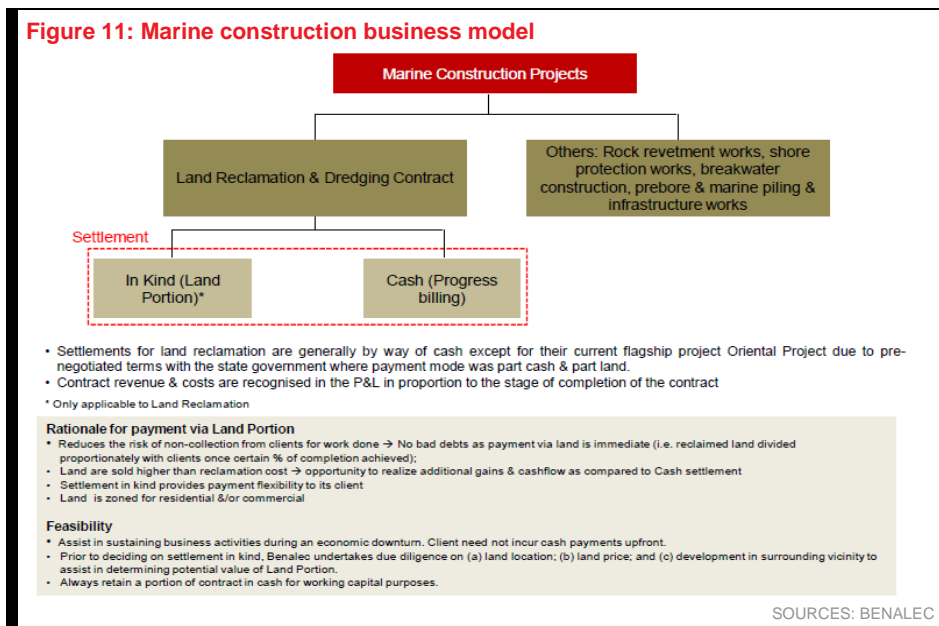 Figure 11: Marine construction business model
Marine Construction Projects
Land Reclamation & Dredging Contract
Others: Rock revetment works, shore
protection works, breakwater
construction, prebore & marine piling &
infrastructure works
Settlement
In Kind (Land
Portion)*
Cash (Progress
billing)
• Settlements for land reclamation are generally by way of cash except for their current flagship project Oriental Project due to pre-
negotiated terms with the state government where payment mode was part cash & part land.
• Contract revenue & costs are recognised in the P&L in proportion to the stage of completion of the contract
* Only applicable to Land Reclamation
Rationale for payment via Land Portion
• Reduces the risk of non-collection from clients for work done → No bad debts as payment via land is immediate (i.e. reclaimed land divided
proportionately with clients once certain % of completion achieved);
• Land are sold higher than reclamation cost → opportunity to realize additional gains & cashflow as compared to Cash settlement
• Settlement in kind provides payment flexibility to its client
• Land is zoned for residential &/or commercial
Feasibility
• Assist in sustaining business activities during an economic downturn. Client need not incur cash payments upfront.
• Prior to deciding on settlement in kind, Benalec undertakes due diligence on (a) land location; (b) land price; and (c) development in surrounding vicinity to
assist in determining potential value of Land Portion.
• Always retain a portion of contract in cash for working capital purposes.
SOURCES: BENALEC